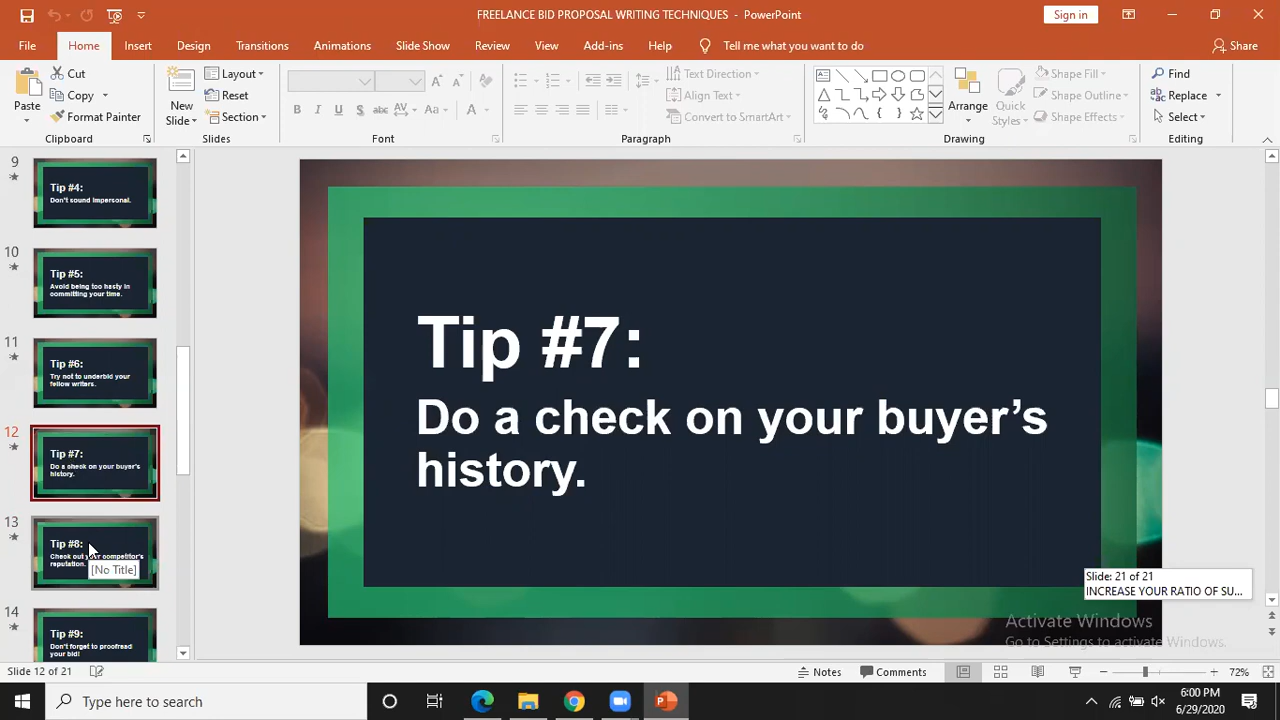 FREELANCE BID PROPOSAL WRITING TECHNIQUES - PowerPoint
Sign in
File Home Insert Design Transitions Animations Slide Show Review View Add-ins Help Tell me what you want to do Share
Paste
Cut
Copy
Format Painter
Clipboard
New
Slide
Layout
Reset
Section
Slides
B I U S abc AV Aa A
Font
Paragraph
Text Direction
Align Text
Convert to SmartArt
Arrange
Quick
Styles
Shape Fill
Shape Outline
Shape Effects
Drawing
Find
Replace
Select
Editing
9
Tip #4:
Don't sound impersonal.
10
Tip #5:
Avoid being too hasty in
committing your time.
11
Tip #6:
Try not to underbid your
fellow writers.
12
Tip #7:
Do a check on your buyer's
history.
13
Tip #8:
Check out your competitor's
reputation.
[No Title]
14
Tip #9:
Don't forget to proofread
your bid!
Tip #7:
Do a check on your buyer’s
history.
Slide: 21 of 21
INCREASE YOUR RATIO OF SU...
Activate Windows
Go to Settings to activate Windows.
Slide 12 of 21
Notes
Comments
72%
Type here to search
6:00 PM
6/29/2020